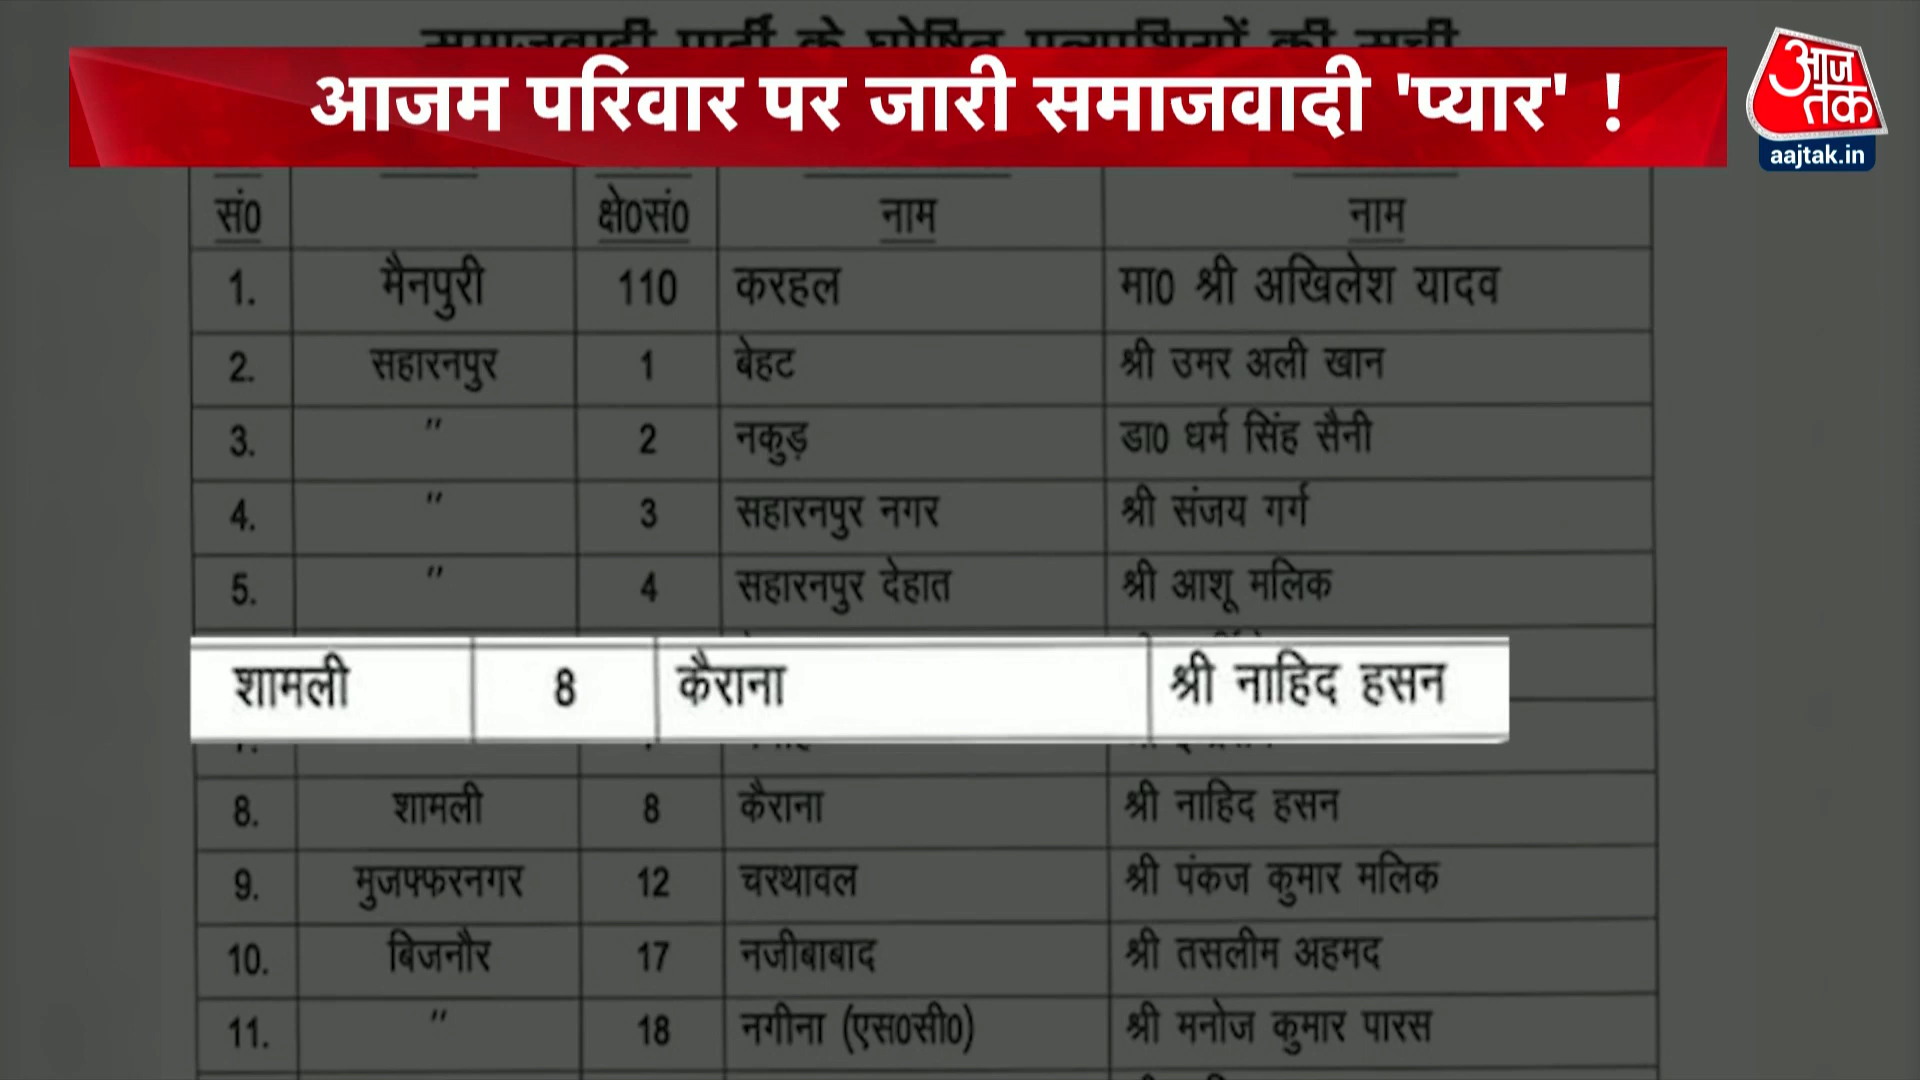 समाजवादी पार्टी के घोषित प्रत्याशियों की सूची
आजम परिवार पर जारी समाजवादी 'प्यार' !
आज
तक
aajtak.in
सं0 क्षे0सं0 नाम नाम
1. मैनपुरी 110 करहल मा0 श्री अखिलेश यादव
2. सहारनपुर 1 बेहट श्री उमर अली खान
3. " 2 नकुड़ डा0 धर्म सिंह सैनी
4. " 3 सहारनपुर नगर श्री संजय गर्ग
5. " 4 सहारनपुर देहात श्री आशू मलिक
शामली 8 कैराना श्री नाहिद हसन
8. शामली 8 कैराना श्री नाहिद हसन
9. मुजफ्फरनगर 12 चरथावल श्री पंकज कुमार मलिक
10. बिजनौर 17 नजीबाबाद श्री तसलीम अहमद
11. " 18 नगीना (एस0सी0) श्री मनोज कुमार पारस